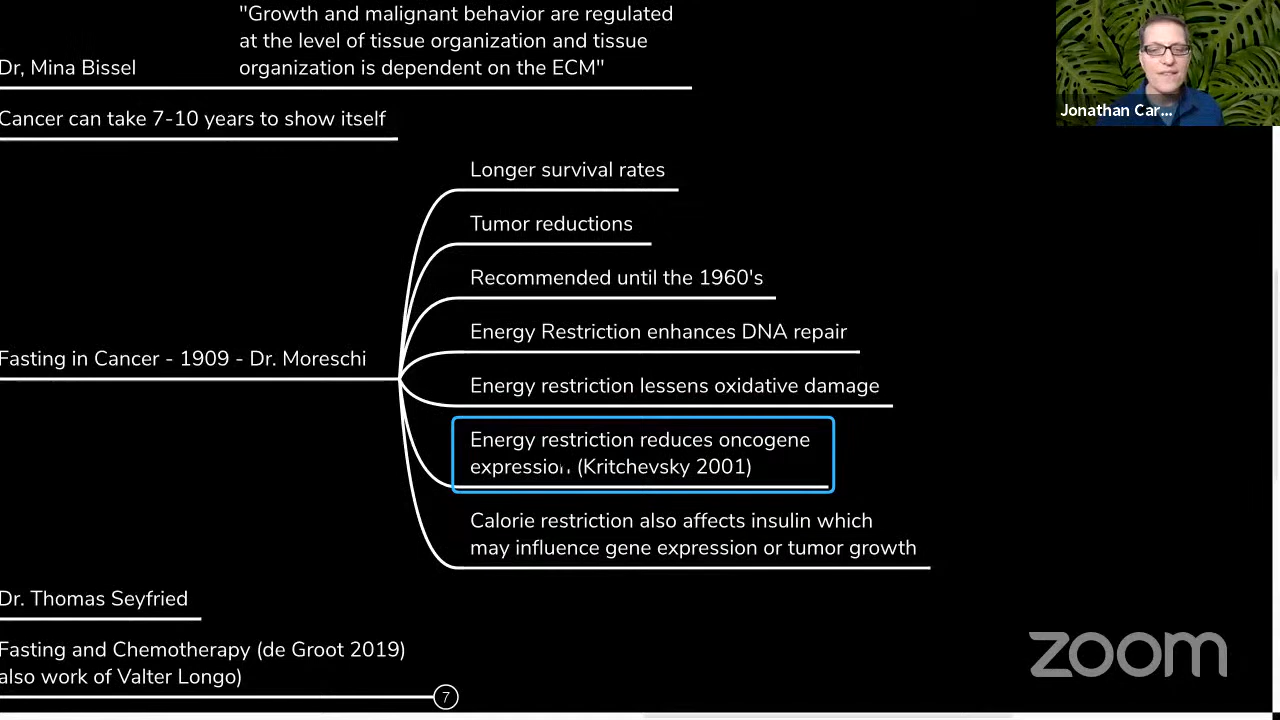 "Growth and malignant behavior are regulated
at the level of tissue organization and tissue
organization is dependent on the ECM"
Dr, Mina Bissel
Jonathan Car...
Cancer can take 7-10 years to show itself
Longer survival rates
Tumor reductions
Recommended until the 1960's
Energy Restriction enhances DNA repair
Fasting in Cancer - 1909 - Dr. Moreschi
Energy restriction lessens oxidative damage
Energy restriction reduces oncogene
expression (Kritchevsky 2001)
Calorie restriction also affects insulin which
may influence gene expression or tumor growth
Dr. Thomas Seyfried
Fasting and Chemotherapy (de Groot 2019)
also work of Valter Longo)
7
zoom